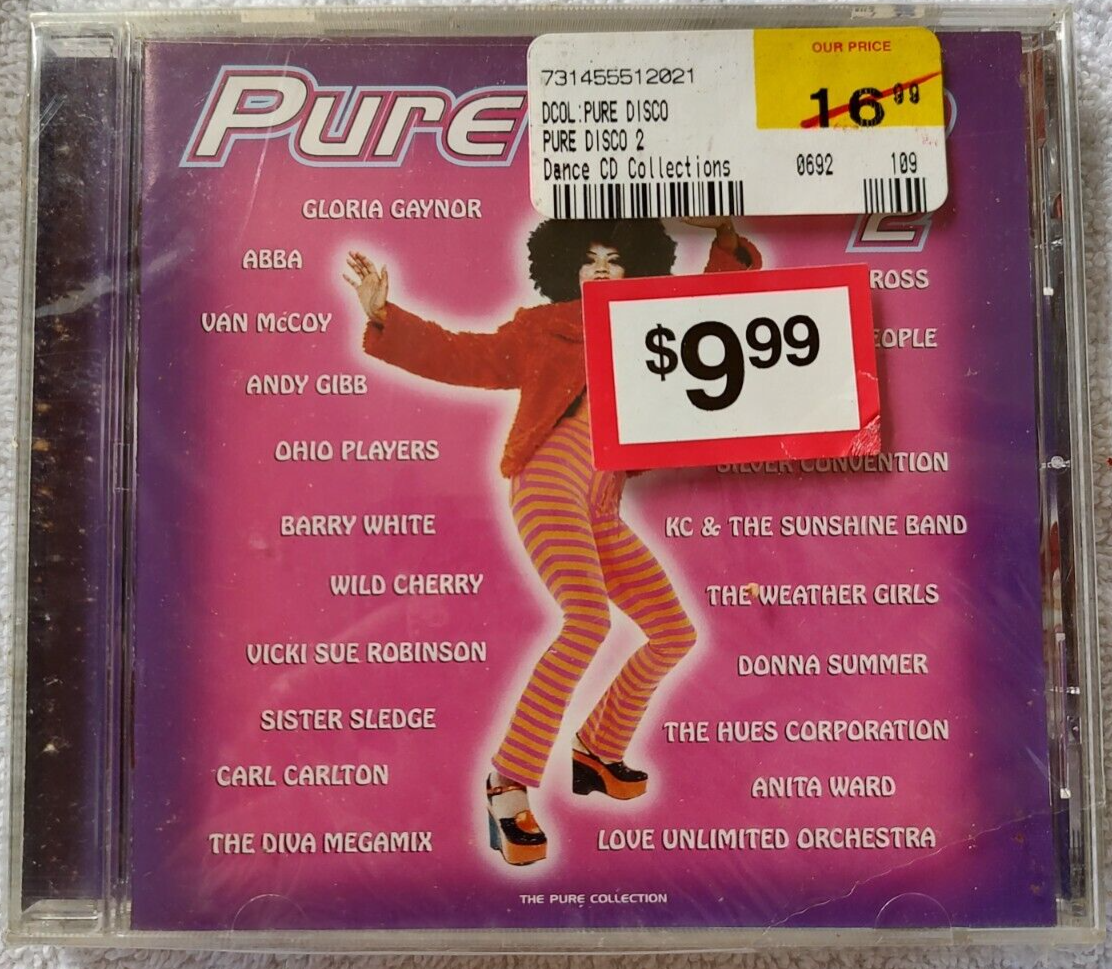 Pure
2
OUR PRICE
16 99
731455512021
DCOL:PURE DISCO
PURE DISCO 2
Dance CD Collections 0692 109
$9.99
GLORIA GAYNOR
ABBA
ROSS
VAN McCOY
EOPLE
ANDY GIBB
OHIO PLAYERS
SILVER CONVENTION
BARRY WHITE
KC & THE SUNSHINE BAND
WILD CHERRY
THE WEATHER GIRLS
VICKI SUE ROBINSON
DONNA SUMMER
SISTER SLEDGE
THE HUES CORPORATION
CARL CARLTON
ANITA WARD
THE DIVA MEGAMIX
LOVE UNLIMITED ORCHESTRA
THE PURE COLLECTION